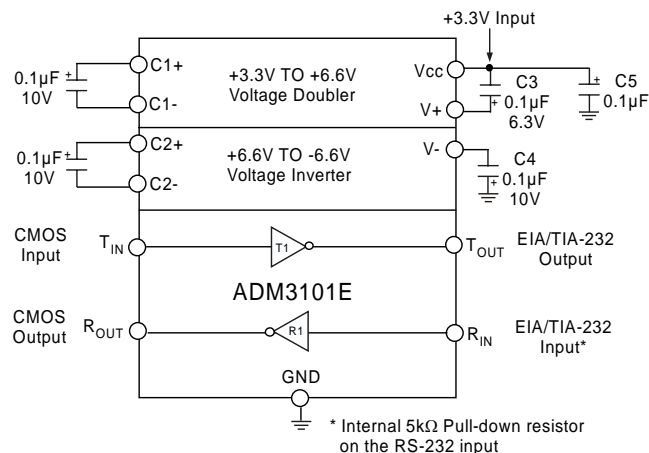 +3.3V Input
0.1µF
10V
+
C1+
C1-
+3.3V TO +6.6V
Voltage Doubler
Vcc
V+
C3
+ 0.1µF
6.3V
+
C5
0.1µF
0.1µF
10V
+
C2+
C2-
+6.6V TO -6.6V
Voltage Inverter
V-
C4
+ 0.1µF
10V
CMOS
Input
TIN
T1
TOUT
EIA/TIA-232
Output
ADM3101E
CMOS
Output
ROUT
R1
RIN
EIA/TIA-232
Input*
GND
* Internal 5kΩ Pull-down resistor
on the RS-232 input